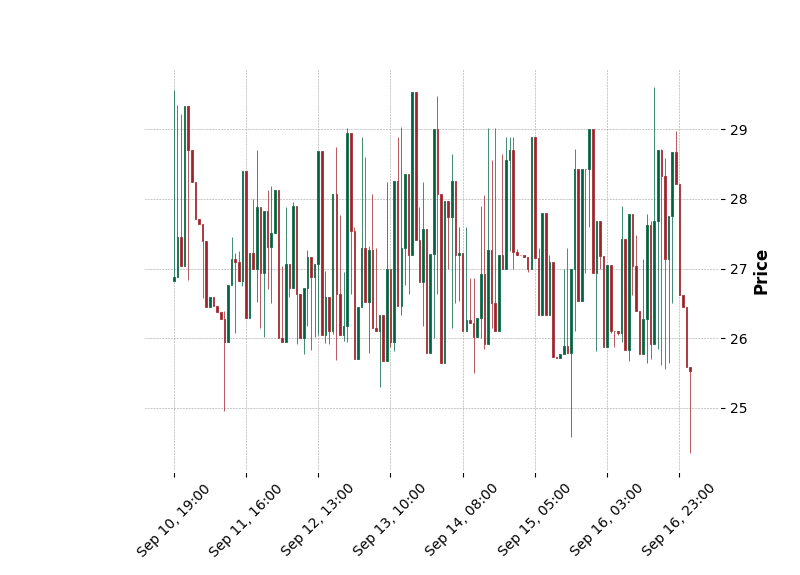 29
28
27
26
25
Price
Sep 10, 19:00
Sep 11, 16:00
Sep 12, 13:00
Sep 13, 10:00
Sep 14, 08:00
Sep 15, 05:00
Sep 16, 03:00
Sep 16, 23:00